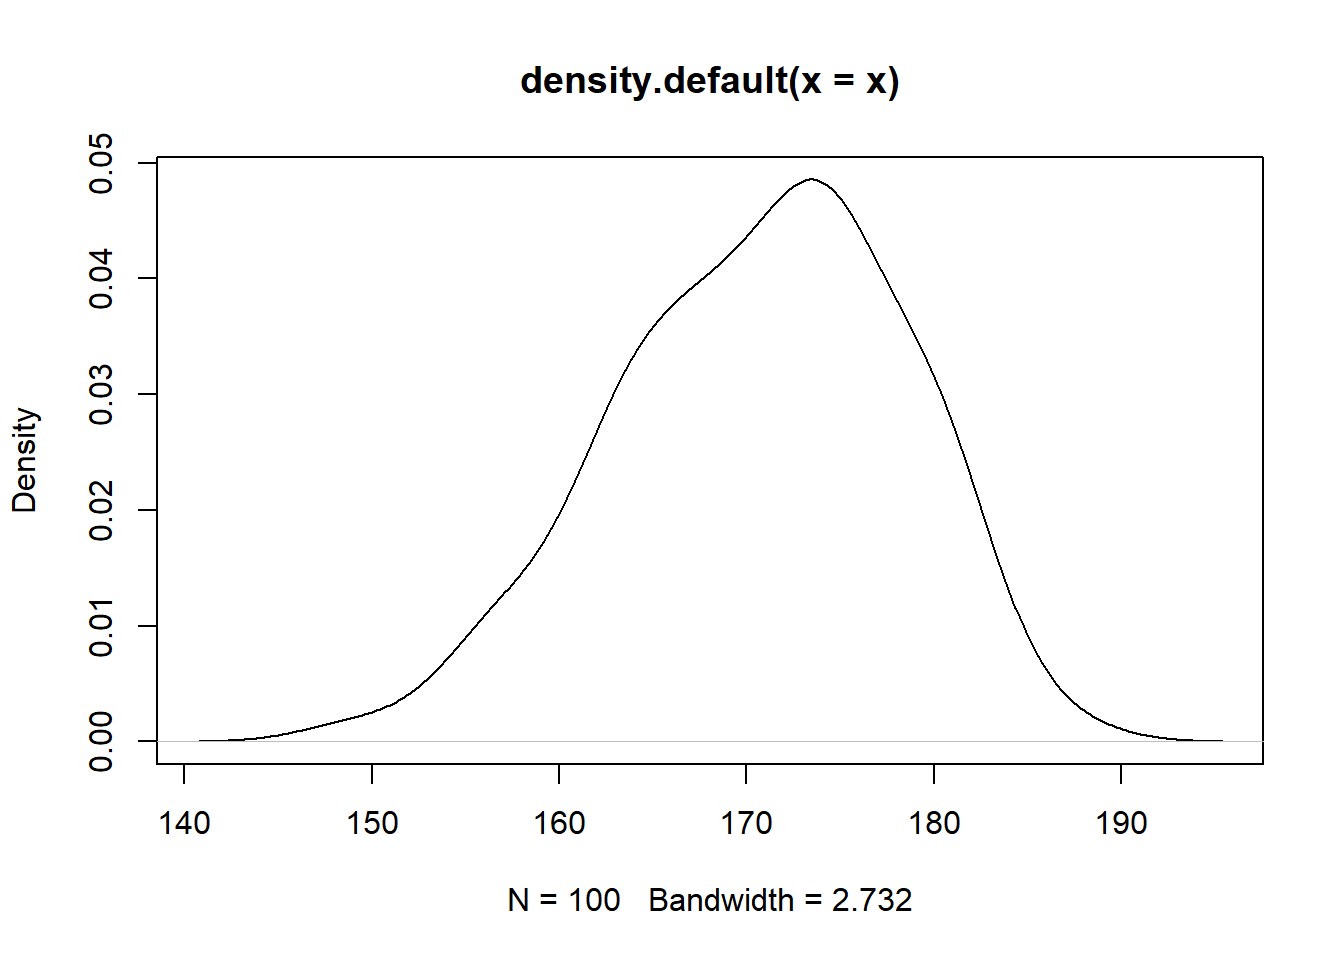 density.default(x = x)
Density
0.05
0.04
0.03
0.02
0.01
0.00
140 150 160 170 180 190
N = 100 Bandwidth = 2.732